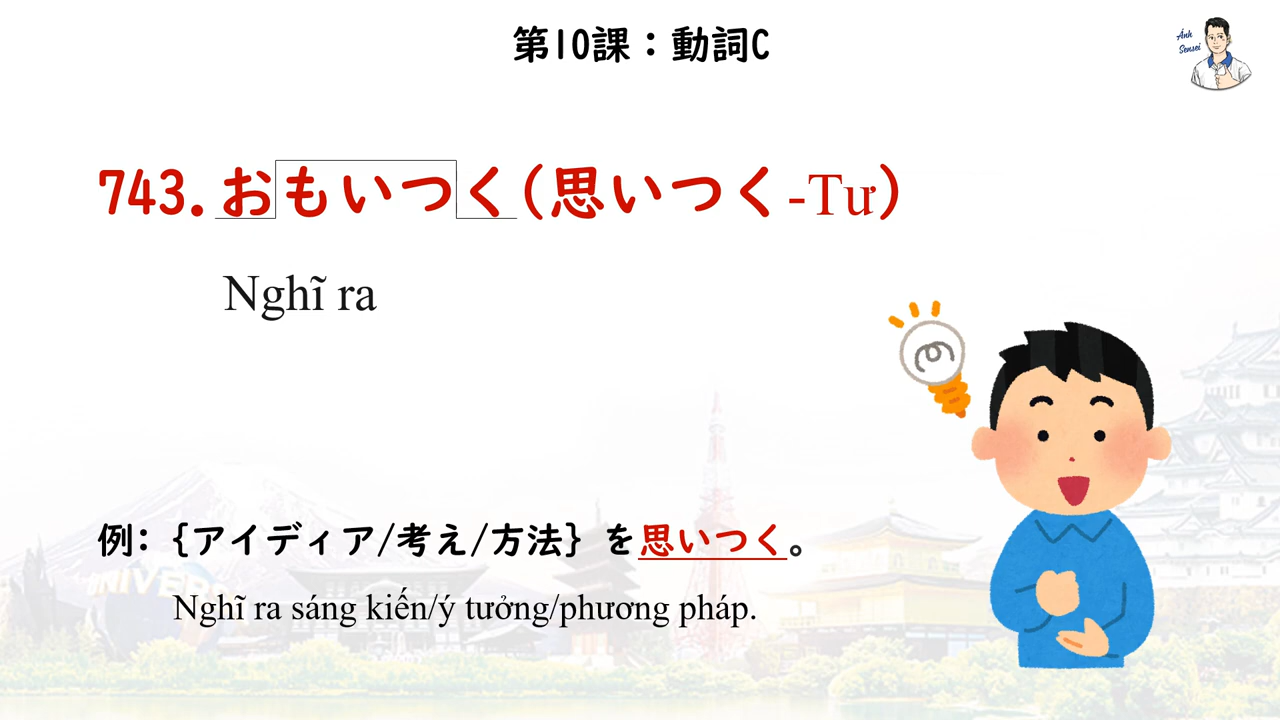 第10課：動詞C
Ánh
Sensei
743.おもいつく(思いつく-Tư)
Nghĩ ra
例：{アイディア/考え/方法}を思いつく。
Nghĩ ra sáng kiến/ý tưởng/phương pháp.